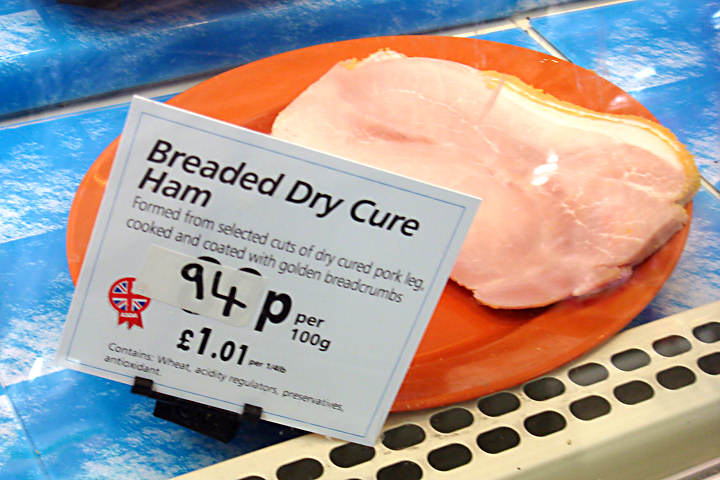 Breaded Dry Cure
Ham
Formed from selected cuts of dry cured pork leg,
cooked and coated with golden breadcrumbs
94p per
100g
£1.01 per 1/4lb
Contains: Wheat, acidity regulators, preservatives,
antioxidant.
ASDA